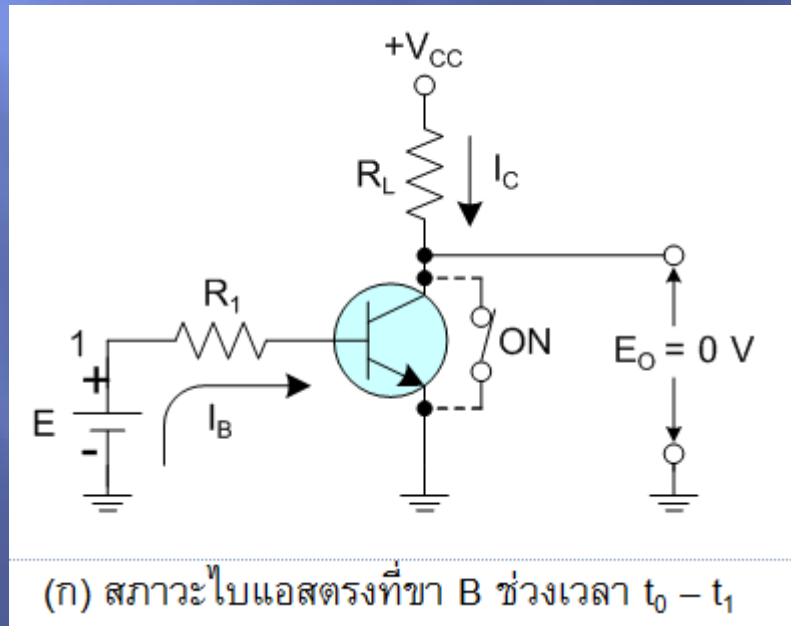 +V_CC
R_L
I_C
R_1
1
+
E
-
I_B
ON
E_O = 0 V
(ก) สภาวะไบแอสตรงที่ขา B ช่วงเวลา t_0 – t_1